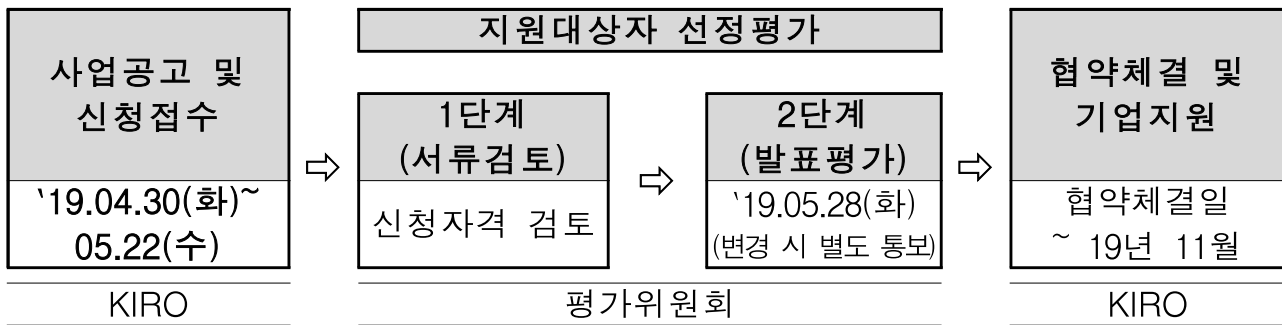 사업공고 및
신청접수
'19.04.30(화)~
05.22(수)
KIRO
지원대상자 선정평가
1단계
(서류검토)
신청자격 검토
2단계
(발표평가)
'19.05.28(화)
(변경 시 별도 통보)
평가위원회
협약체결 및
기업지원
협약체결일
~ 19년 11월
KIRO